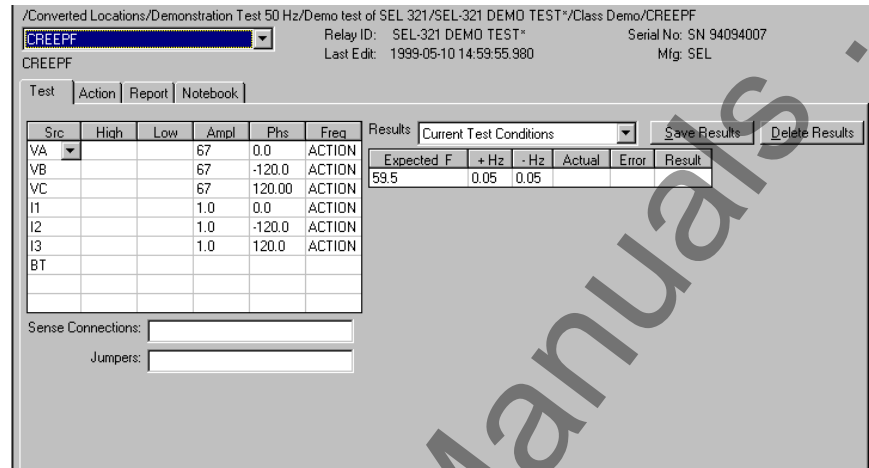 /Converted Locations/Demonstration Test 50 Hz/Demo test of SEL 321/SEL-321 DEMO TEST*/Class Demo/CREEPF
CREEPF Relay ID: SEL-321 DEMO TEST* Serial No: SN 94094007
Last Edit: 1999-05-10 14:59:55.980 Mfg: SEL
CREEPF
Test Action Report Notebook
Results Current Test Conditions Save Results Delete Results
Src High Low Ampl Phs Freq
VA 67 0.0 ACTION
VB 67 -120.0 ACTION
VC 67 120.00 ACTION
I1 1.0 0.0 ACTION
I2 1.0 -120.0 ACTION
I3 1.0 120.0 ACTION
BT
Expected F + Hz - Hz Actual Error Result
59.5 0.05 0.05
Sense Connections:
Jumpers:
Manuals .